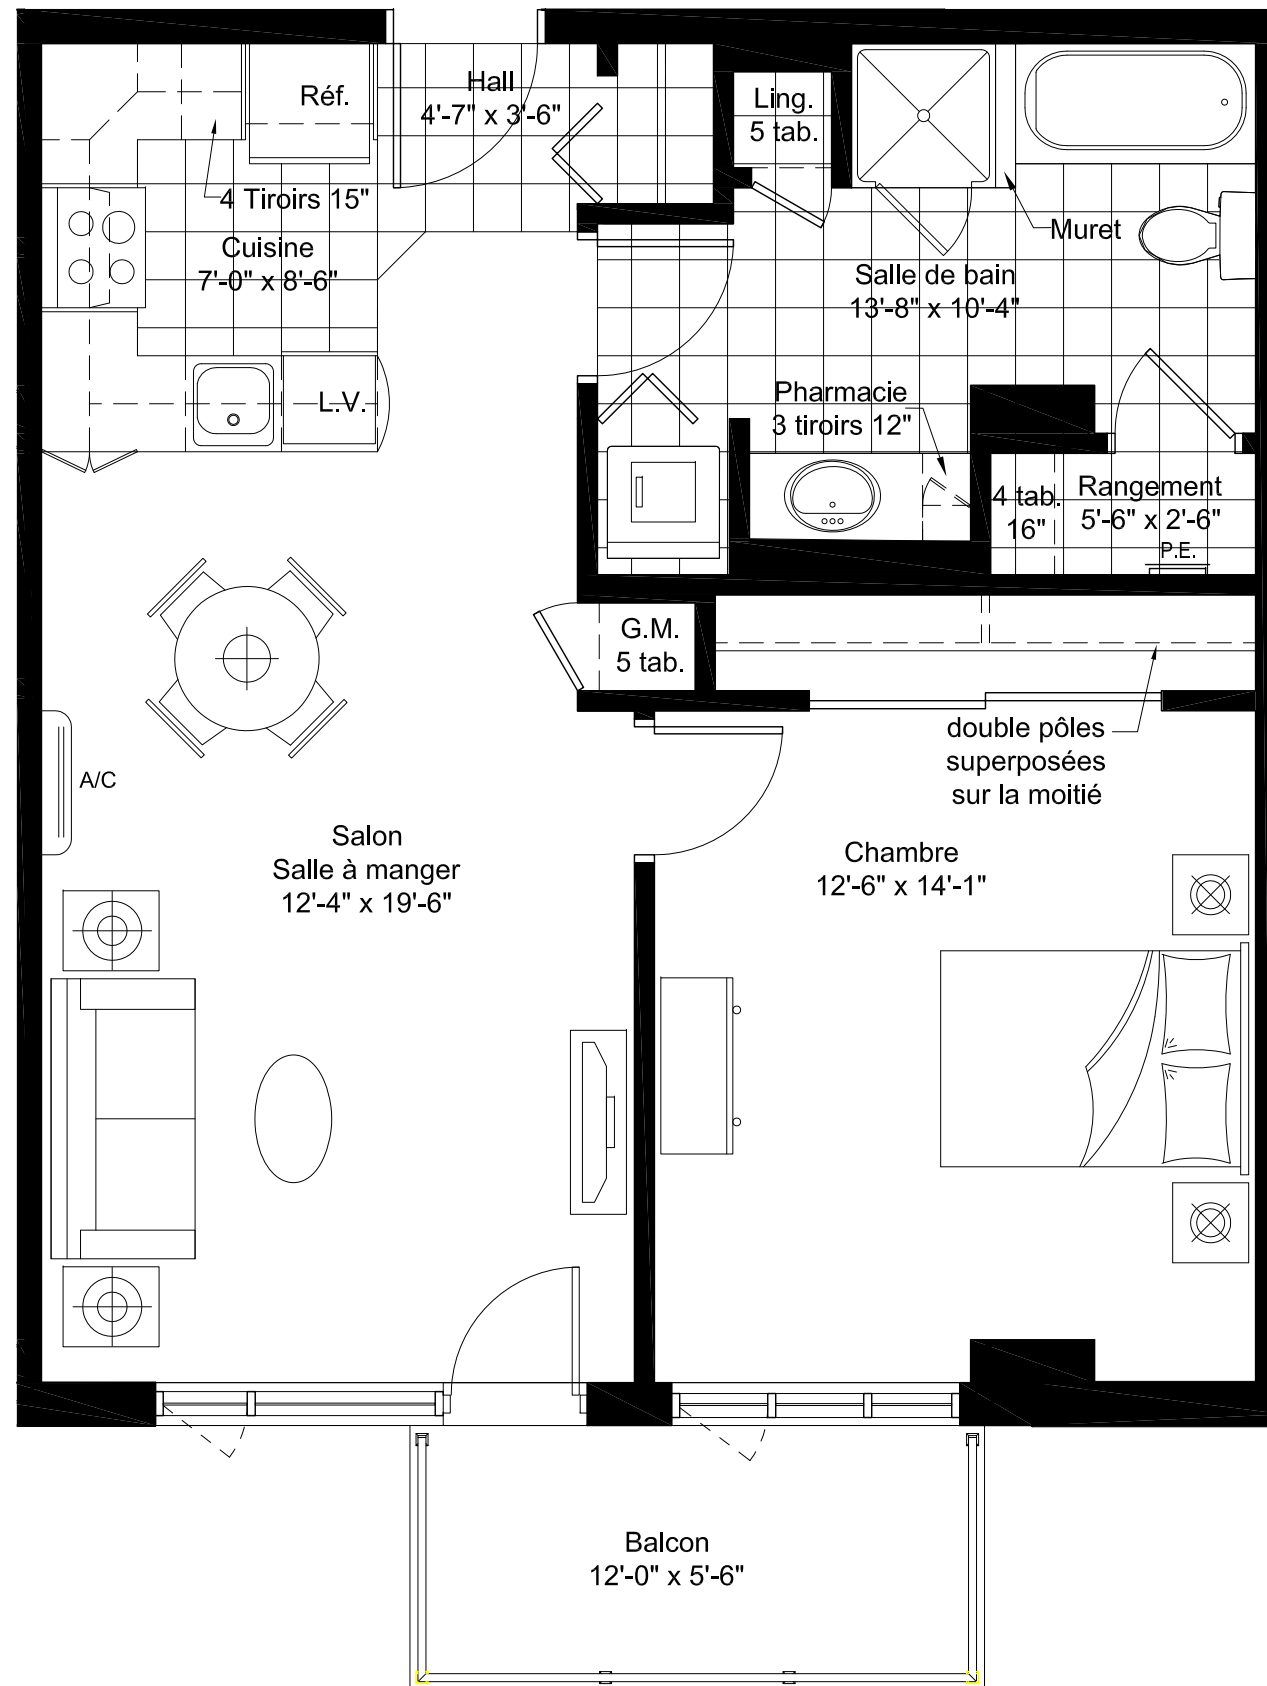 Hall
4'-7" x 3'-6"
Réf.
Ling.
5 tab.
4 Tiroirs 15"
Cuisine
7'-0" x 8'-6"
Muret
Salle de bain
13'-8" x 10'-4"
L.V.
Pharmacie
3 tiroirs 12"
4 tab.
16"
Rangement
5'-6" x 2'-6"
P.E.
G.M.
5 tab.
double pôles
superposées
sur la moitié
A/C
Salon
Salle à manger
12'-4" x 19'-6"
Chambre
12'-6" x 14'-1"
Balcon
12'-0" x 5'-6"